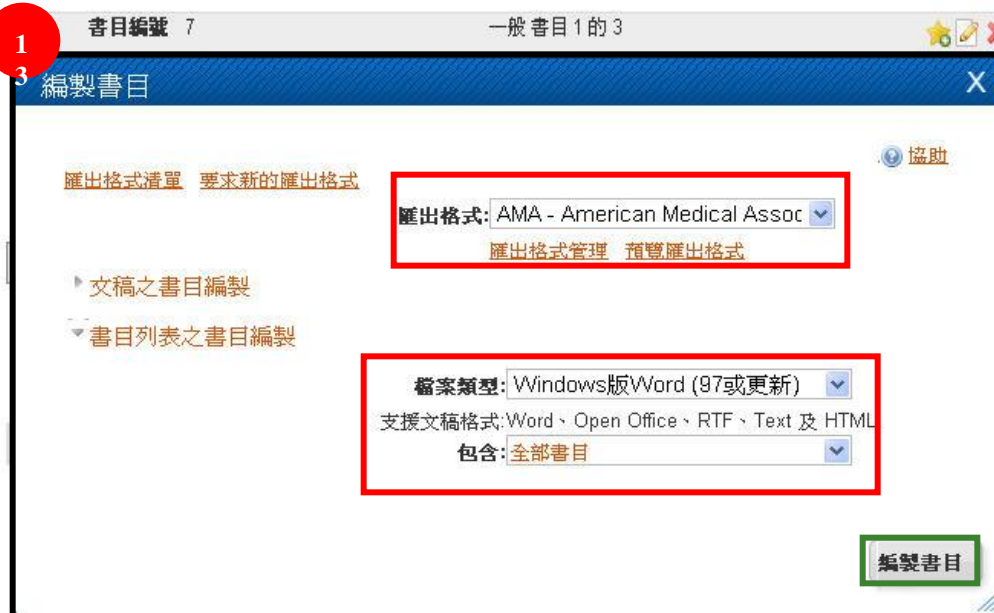 書目編號 7 一般 書目 1 的 3
1
3
編製書目 X
協助
匯出格式清單 要求新的匯出格式
匯出格式: AMA - American Medical Assoc
匯出格式管理 預覽匯出格式
文稿之書目編製
書目列表之書目編製
檔案類型: Windows版Word (97或更新)
支援文稿格式:Word、Open Office、RTF、Text 及 HTML
包含: 全部書目
編製書目